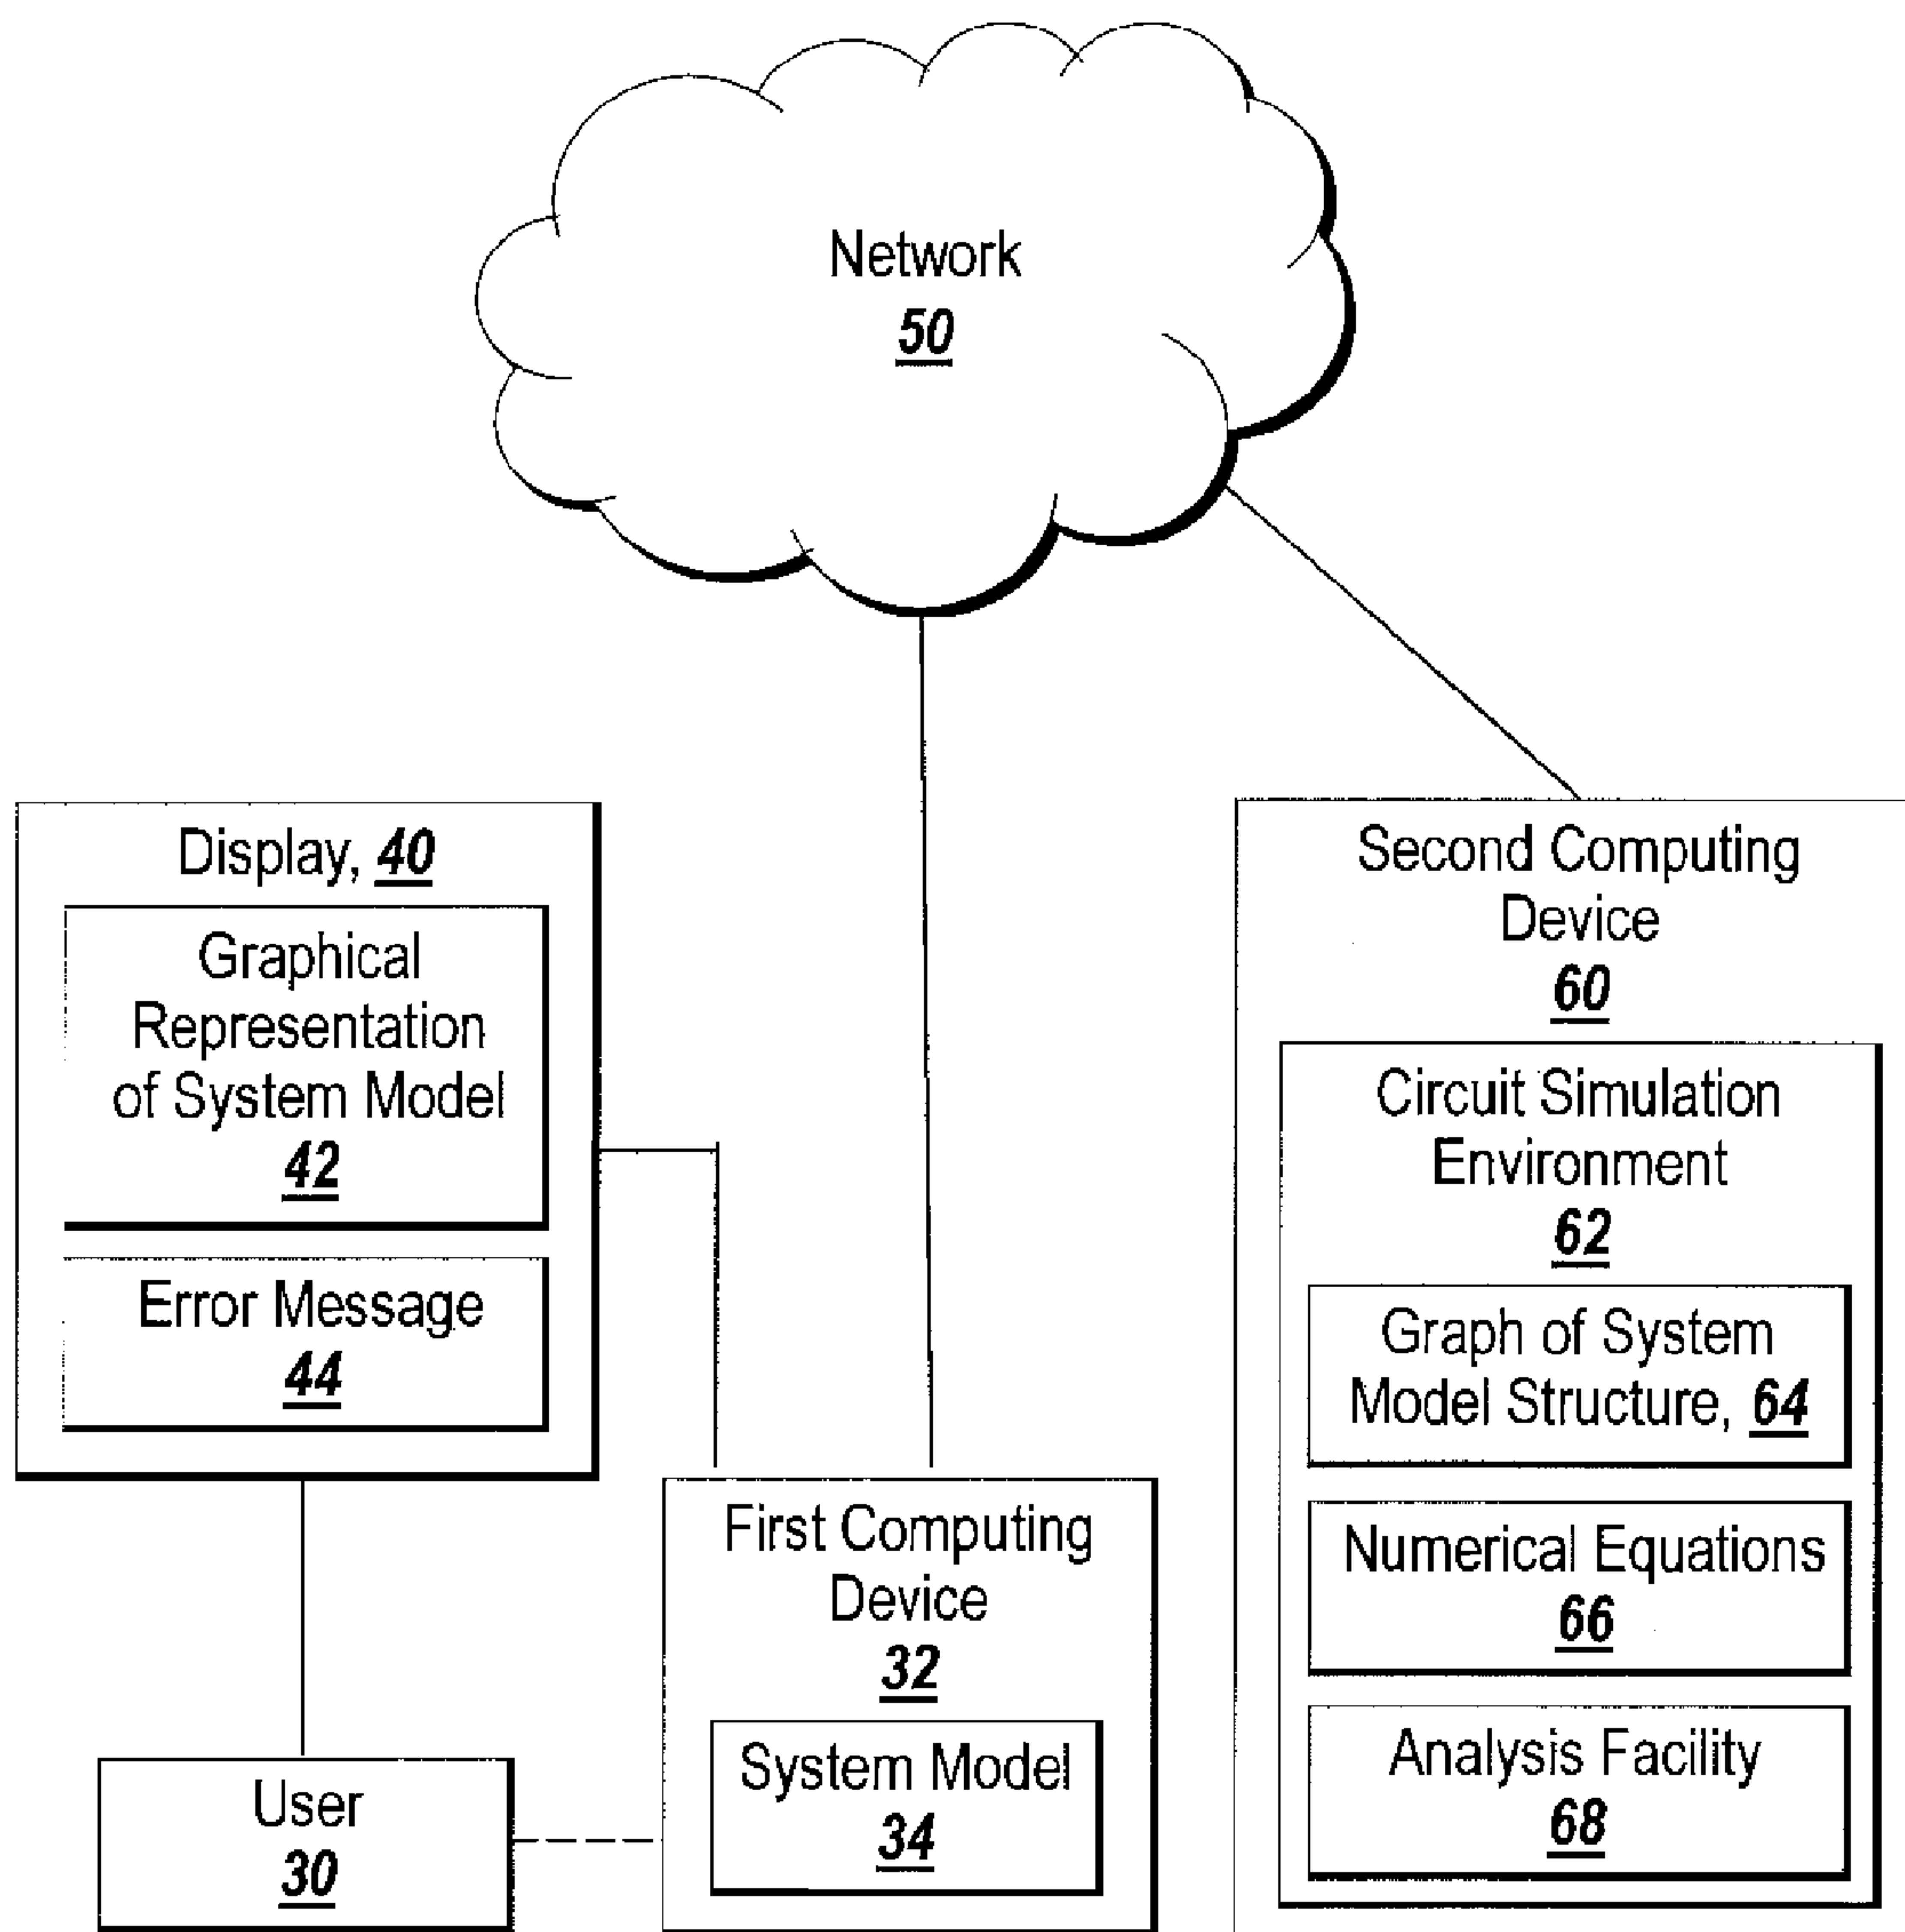 Network
50
Display, 40
Graphical
Representation
of System Model
42
Error Message
44
User
30
First Computing
Device
32
System Model
34
Second Computing
Device
60
Circuit Simulation
Environment
62
Graph of System
Model Structure, 64
Numerical Equations
66
Analysis Facility
68